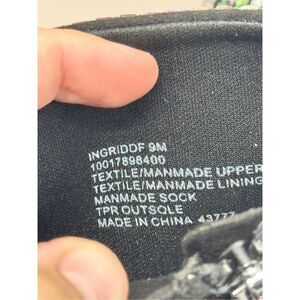 INGRIDDF 9M
10017898400
TEXTILE/MANMADE UPPER
TEXTILE/MANMADE LINING
MANMADE SOCK
TPR OUTSOLE
MADE IN CHINA 43777